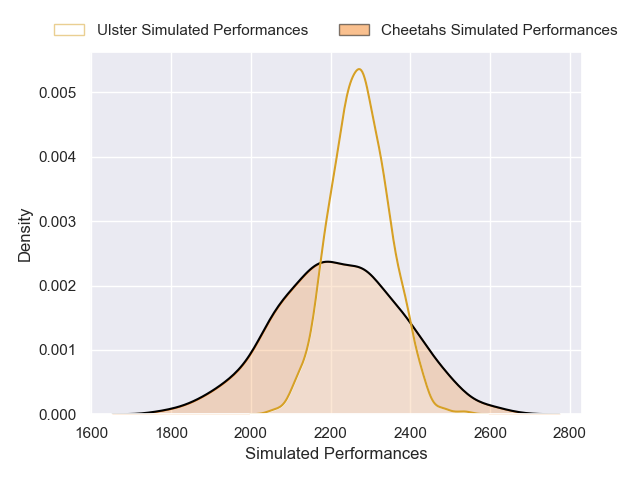 Ulster Simulated Performances Cheetahs Simulated Performances
0.005
0.004
0.003
0.002
0.001
0.000
Density
1600 1800 2000 2200 2400 2600 2800
Simulated Performances